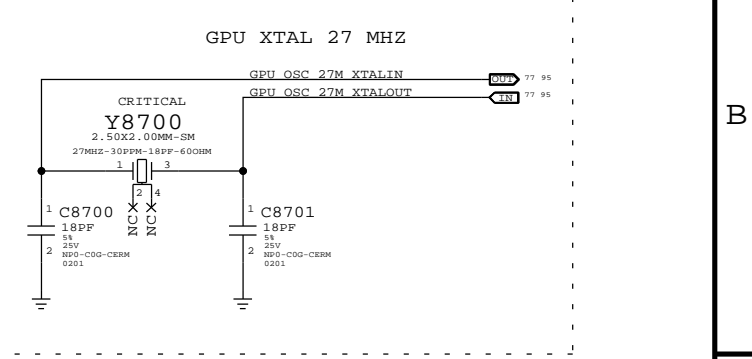 GPU XTAL 27 MHZ
GPU_OSC_27M_XTALIN
OUT 77 95
GPU_OSC_27M_XTALOUT
IN 77 95
CRITICAL
Y8700
2.50X2.00MM-SM
27MHZ-30PPM-18PF-60OHM
1 3
2 4
NC NC
1 C8700
18PF
5%
25V
2 NP0-C0G-CERM
0201
1 C8701
18PF
5%
25V
2 NP0-C0G-CERM
0201
B